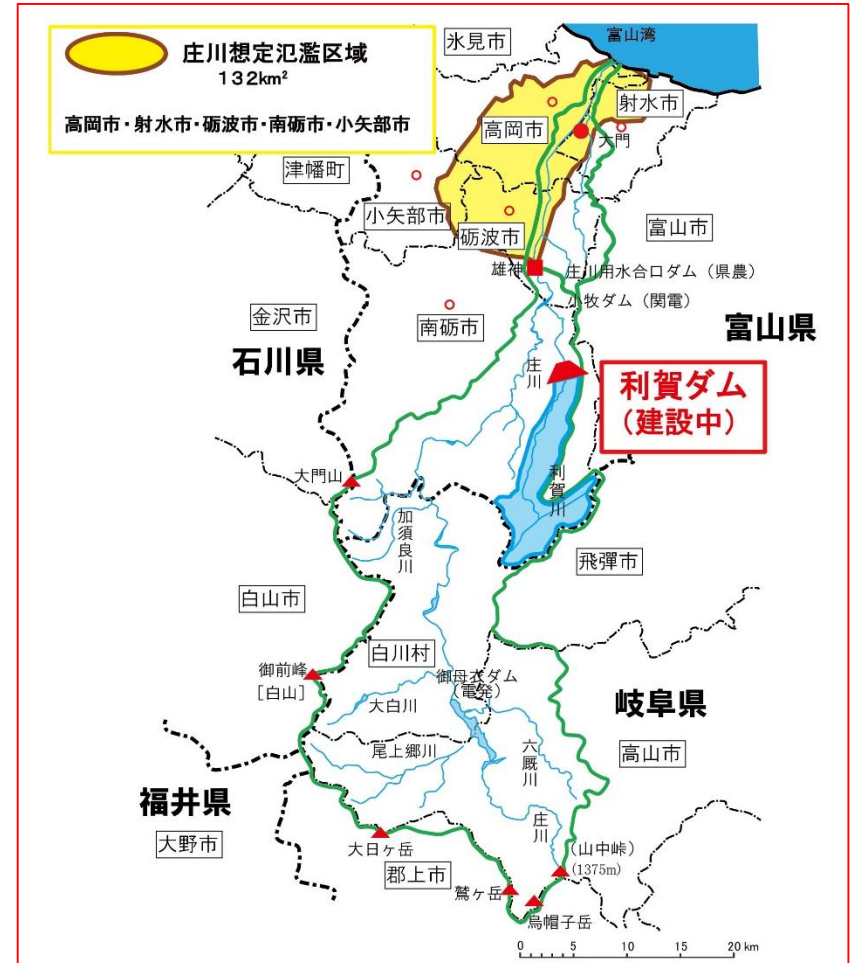 庄川想定氾濫区域
132km²
高岡市・射水市・砺波市・南砺市・小矢部市
氷見市
富山湾
射水市
高岡市
大門
津幡町
小矢部市
砺波市
富山市
雄神
庄川用水合口ダム（県農）
小牧ダム（関電）
金沢市
南砺市
富山県
石川県
庄川
利賀ダム
（建設中）
大門山
利賀川
加須良川
飛彈市
白山市
白川村
御前峰
［白山］
御母衣ダム
（電発）
大白川
岐阜県
尾上郷川
六厩川
高山市
福井県
庄川
大野市
大日ヶ岳
（山中峠）
(1375m)
郡上市
鷲ヶ岳
烏帽子岳
0 5 10 15 20 km